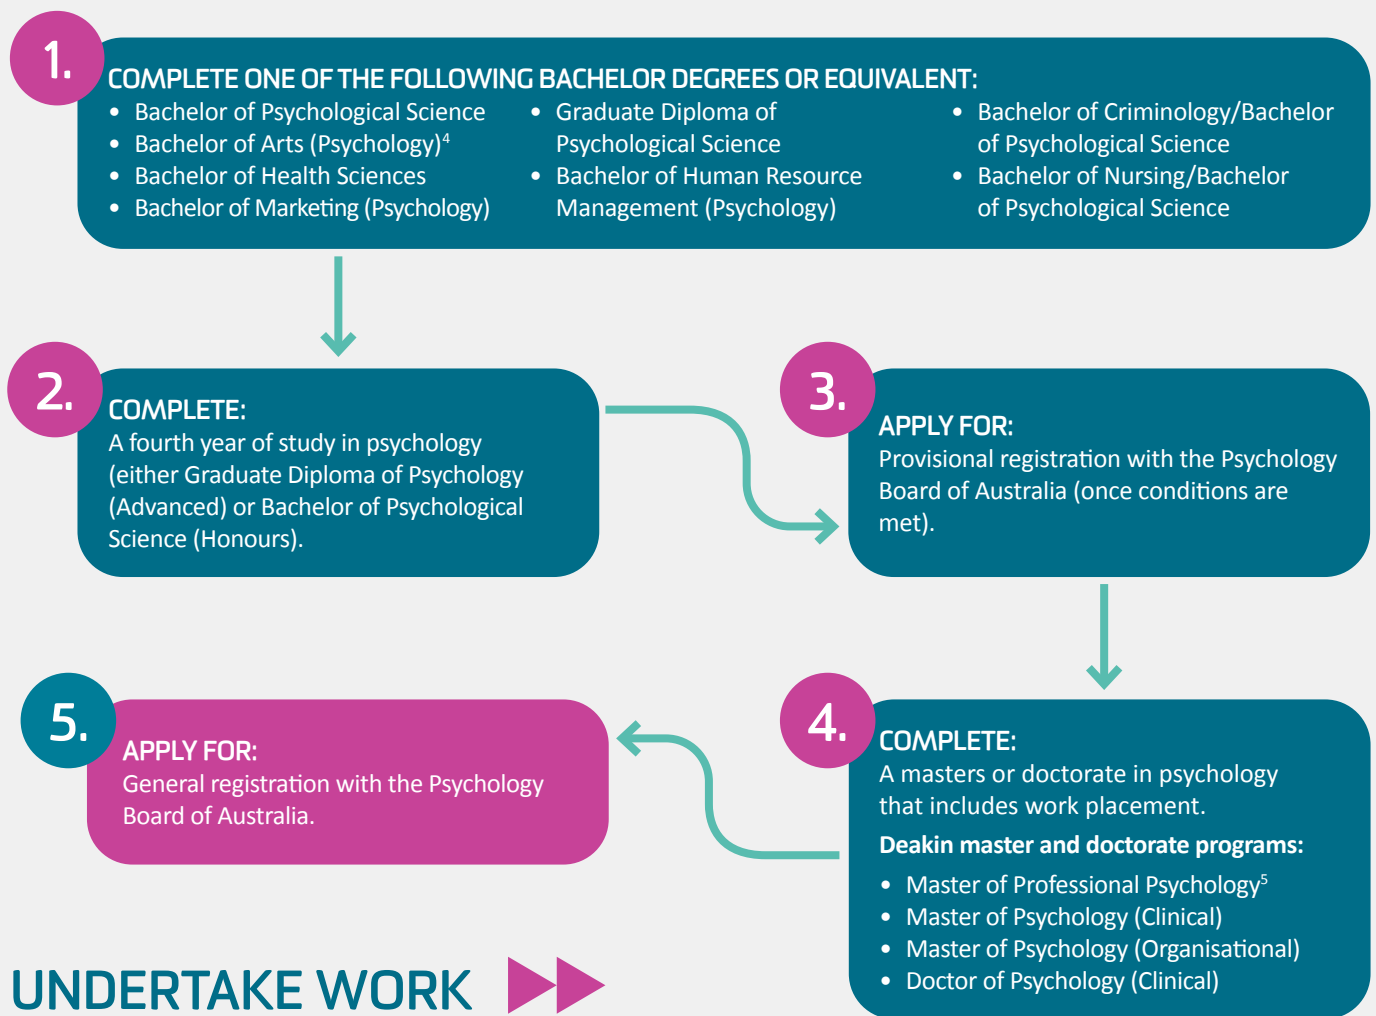 1.
COMPLETE ONE OF THE FOLLOWING BACHELOR DEGREES OR EQUIVALENT:
• Bachelor of Psychological Science
• Bachelor of Arts (Psychology)⁴
• Bachelor of Health Sciences
• Bachelor of Marketing (Psychology)
• Graduate Diploma of
Psychological Science
• Bachelor of Human Resource
Management (Psychology)
• Bachelor of Criminology/Bachelor
of Psychological Science
• Bachelor of Nursing/Bachelor
of Psychological Science
2.
COMPLETE:
A fourth year of study in psychology
(either Graduate Diploma of Psychology
(Advanced) or Bachelor of Psychological
Science (Honours).
3.
APPLY FOR:
Provisional registration with the Psychology
Board of Australia (once conditions are
met).
4.
COMPLETE:
A masters or doctorate in psychology
that includes work placement.
Deakin master and doctorate programs:
• Master of Professional Psychology⁵
• Master of Psychology (Clinical)
• Master of Psychology (Organisational)
• Doctor of Psychology (Clinical)
5.
APPLY FOR:
General registration with the Psychology
Board of Australia.
UNDERTAKE WORK